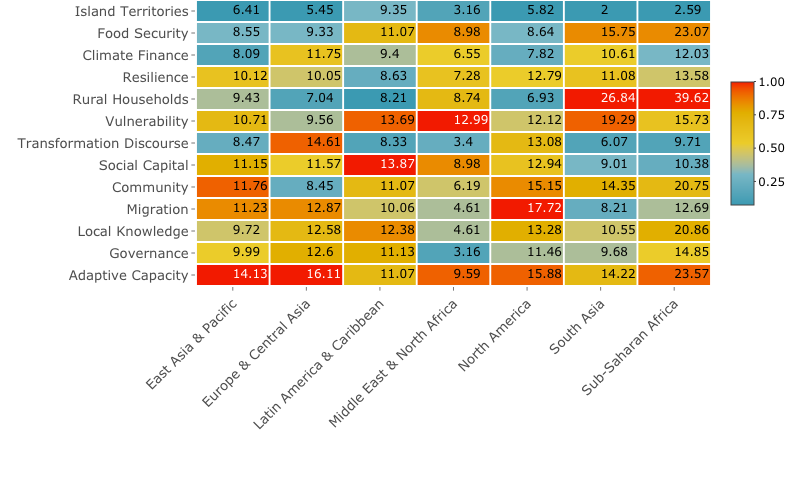 Island Territories 6.41 5.45 9.35 3.16 5.82 2 2.59
Food Security 8.55 9.33 11.07 8.98 8.64 15.75 23.07
Climate Finance 8.09 11.75 9.4 6.55 7.82 10.61 12.03
Resilience 10.12 10.05 8.63 7.28 12.79 11.08 13.58
Rural Households 9.43 7.04 8.21 8.74 6.93 26.84 39.62
Vulnerability 10.71 9.56 13.69 12.99 12.12 19.29 15.73
Transformation Discourse 8.47 14.61 8.33 3.4 13.08 6.07 9.71
Social Capital 11.15 11.57 13.87 8.98 12.94 9.01 10.38
Community 11.76 8.45 11.07 6.19 15.15 14.35 20.75
Migration 11.23 12.87 10.06 4.61 17.72 8.21 12.69
Local Knowledge 9.72 12.58 12.38 4.61 13.28 10.55 20.86
Governance 9.99 12.6 11.13 3.16 11.46 9.68 14.85
Adaptive Capacity 14.13 16.11 11.07 9.59 15.88 14.22 23.57
East Asia & Pacific
Europe & Central Asia
Latin America & Caribbean
Middle East & North Africa
North America
South Asia
Sub-Saharan Africa
1.00
0.75
0.50
0.25